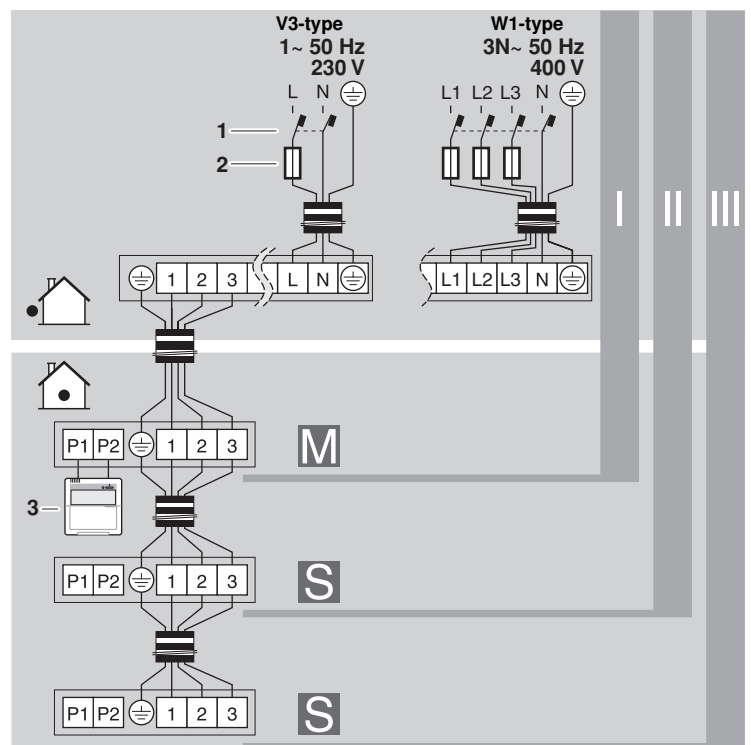 V3-type
1~ 50 Hz
230 V
W1-type
3N~ 50 Hz
400 V
L N
L1 L2 L3 N
1
2
I II III
1 2 3 L N
L1 L2 L3 N
P1 P2 1 2 3 M
3
P1 P2 1 2 3 S
P1 P2 1 2 3 S